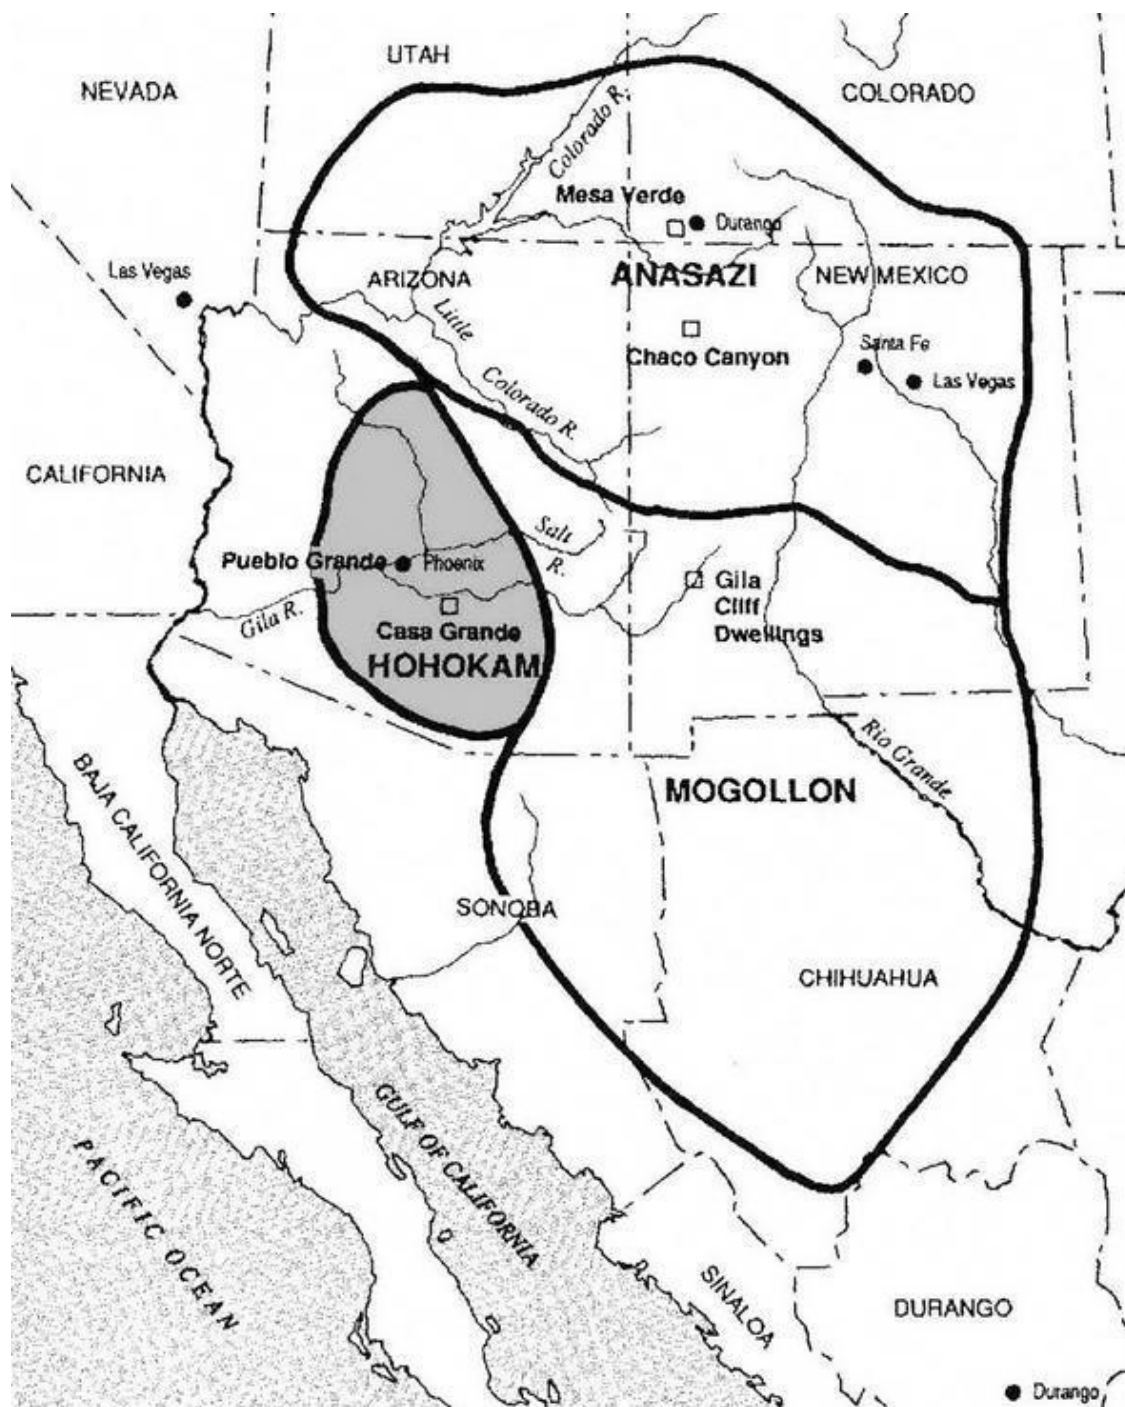 UTAH
NEVADA
COLORADO
Colorado R.
Mesa Verde
Durango
Las Vegas
ARIZONA
ANASAZI
NEW MEXICO
Little
Colorado R.
Chaco Canyon
Santa Fe
Las Vegas
CALIFORNIA
Salt
R.
Pueblo Grande
Phoenix
Gila
Cliff
Dwellings
Gila R.
Casa Grande
HOHOKAM
Rio Grande
BAJA CALIFORNIA NORTE
MOGOLLON
SONORA
CHIHUAHUA
GULF OF CALIFORNIA
PACIFIC OCEAN
SINALOA
DURANGO
Durango